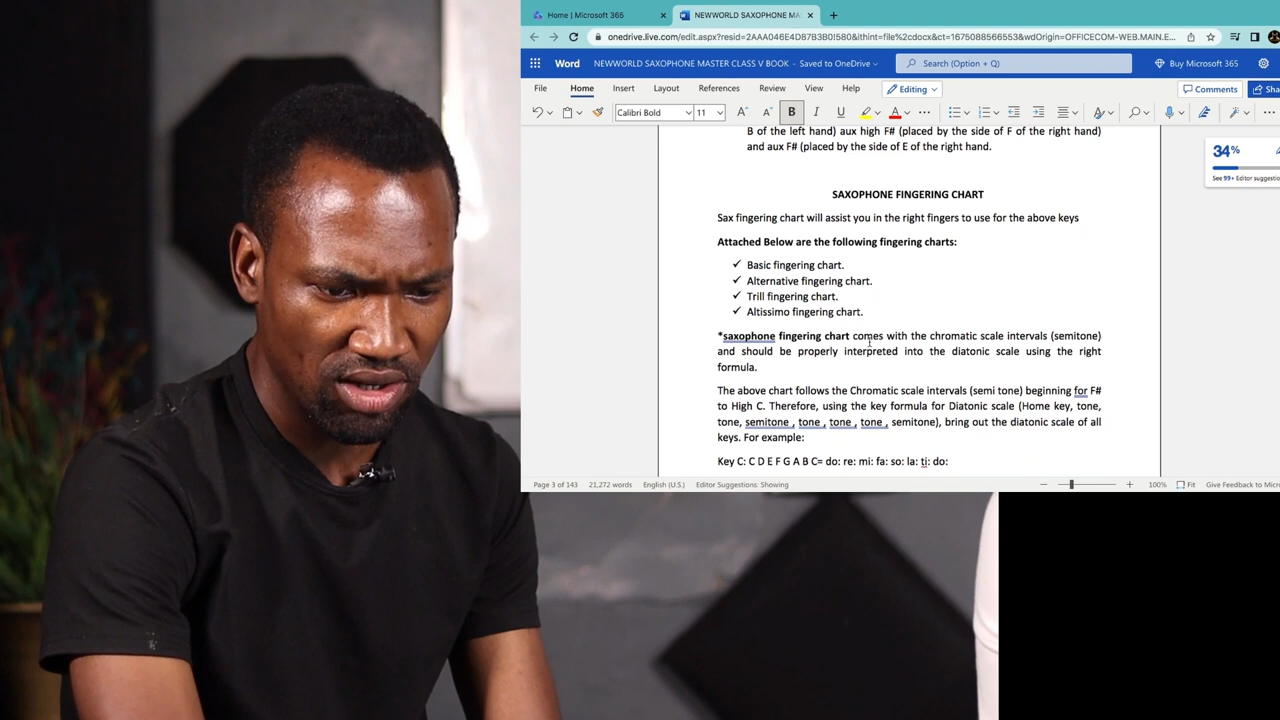 Home | Microsoft 365
NEWWORLD SAXOPHONE MA
onedrive.live.com/edit.aspx?resid=2AAA046E4D87B3B0!580&ithint=file%2cdocx&ct=1675088566553&wdOrigin=OFFICECOM-WEB.MAIN.E...
Word NEWWORLD SAXOPHONE MASTER CLASS V BOOK - Saved to OneDrive Search (Option + Q) Buy Microsoft 365
File Home Insert Layout References Review View Help Editing Comments Sha
Calibri Bold 11 A A B I U A
B of the left hand) aux high F# (placed by the side of F of the right hand)
and aux F# (placed by the side of E of the right hand.
34%
See 99+ Editor suggestio
SAXOPHONE FINGERING CHART
Sax fingering chart will assist you in the right fingers to use for the above keys
Attached Below are the following fingering charts:
✓ Basic fingering chart.
✓ Alternative fingering chart.
✓ Trill fingering chart.
✓ Altissimo fingering chart.
*saxophone fingering chart comes with the chromatic scale intervals (semitone)
and should be properly interpreted into the diatonic scale using the right
formula.
The above chart follows the Chromatic scale intervals (semi tone) beginning for F#
to High C. Therefore, using the key formula for Diatonic scale (Home key, tone,
tone, semitone , tone , tone , tone , semitone), bring out the diatonic scale of all
keys. For example:
Key C: C D E F G A B C= do: re: mi: fa: so: la: ti: do:
Page 3 of 143 21,272 words English (U.S.) Editor Suggestions: Showing 100% Fit Give Feedback to Micr